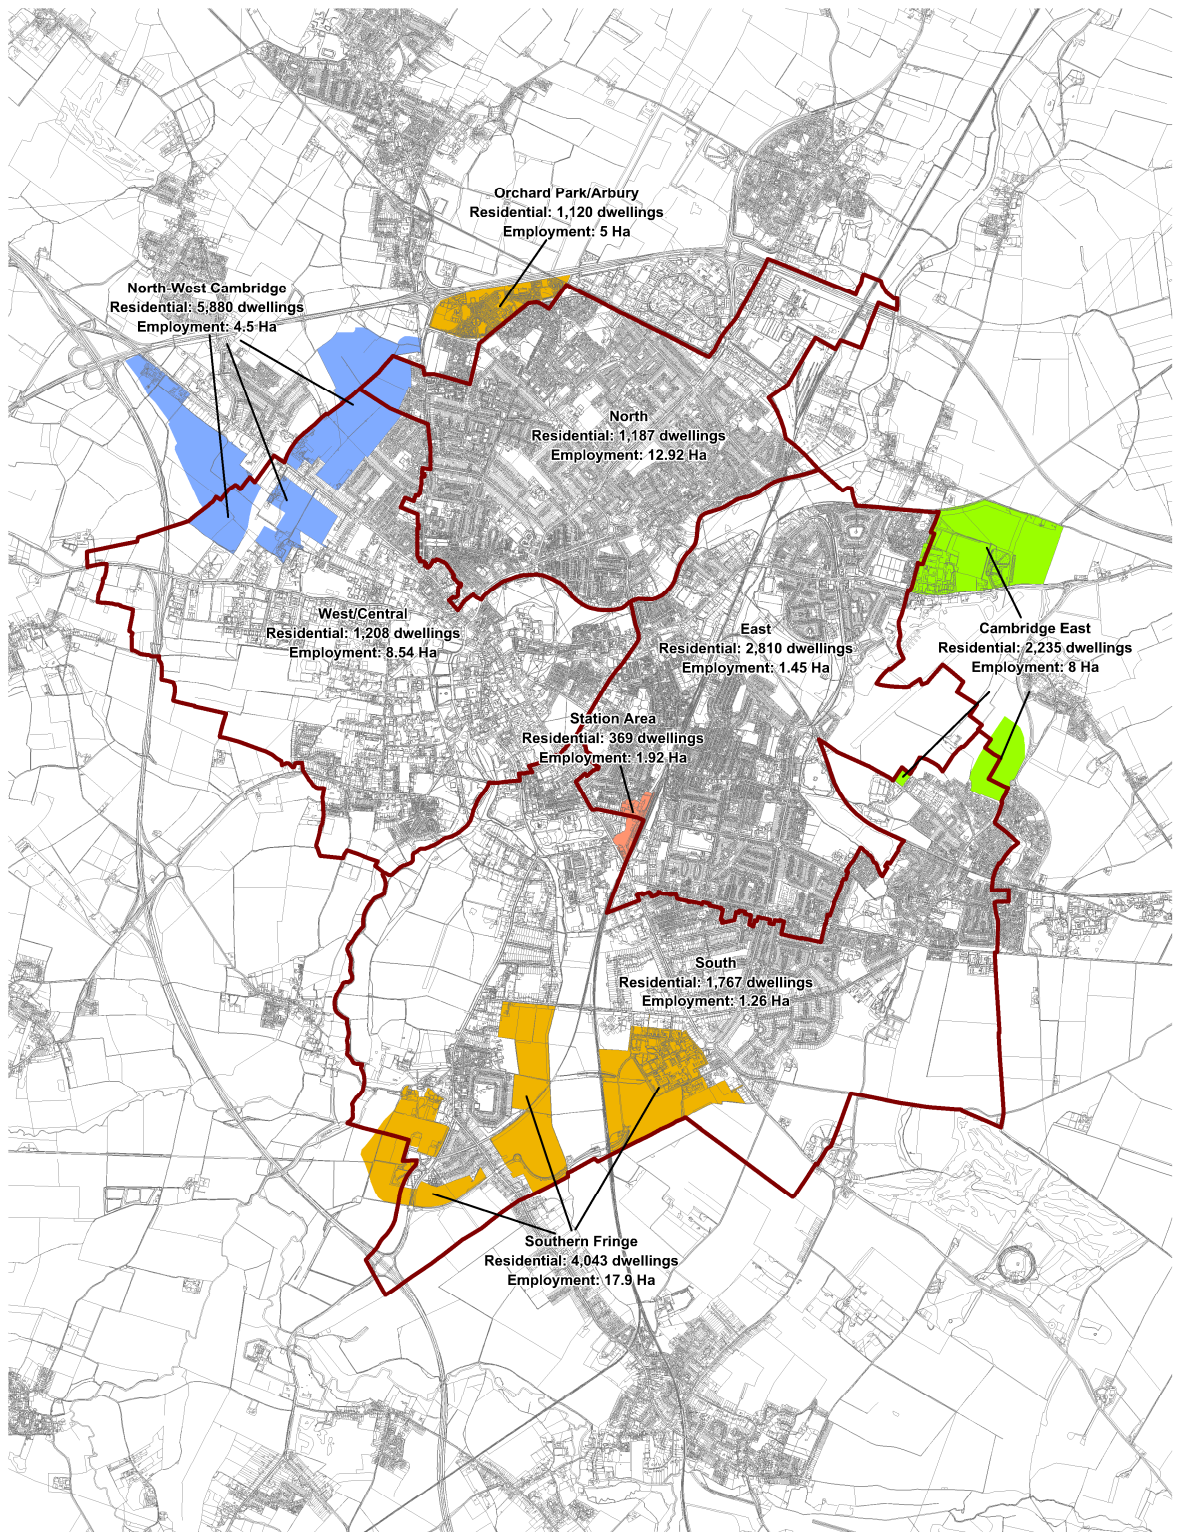 Orchard Park/Arbury
Residential: 1,120 dwellings
Employment: 5 Ha
North-West Cambridge
Residential: 5,880 dwellings
Employment: 4.5 Ha
North
Residential: 1,187 dwellings
Employment: 12.92 Ha
West/Central
Residential: 1,208 dwellings
Employment: 8.54 Ha
East
Residential: 2,810 dwellings
Employment: 1.45 Ha
Cambridge East
Residential: 2,235 dwellings
Employment: 8 Ha
Station Area
Residential: 369 dwellings
Employment: 1.92 Ha
South
Residential: 1,767 dwellings
Employment: 1.26 Ha
Southern Fringe
Residential: 4,043 dwellings
Employment: 17.9 Ha